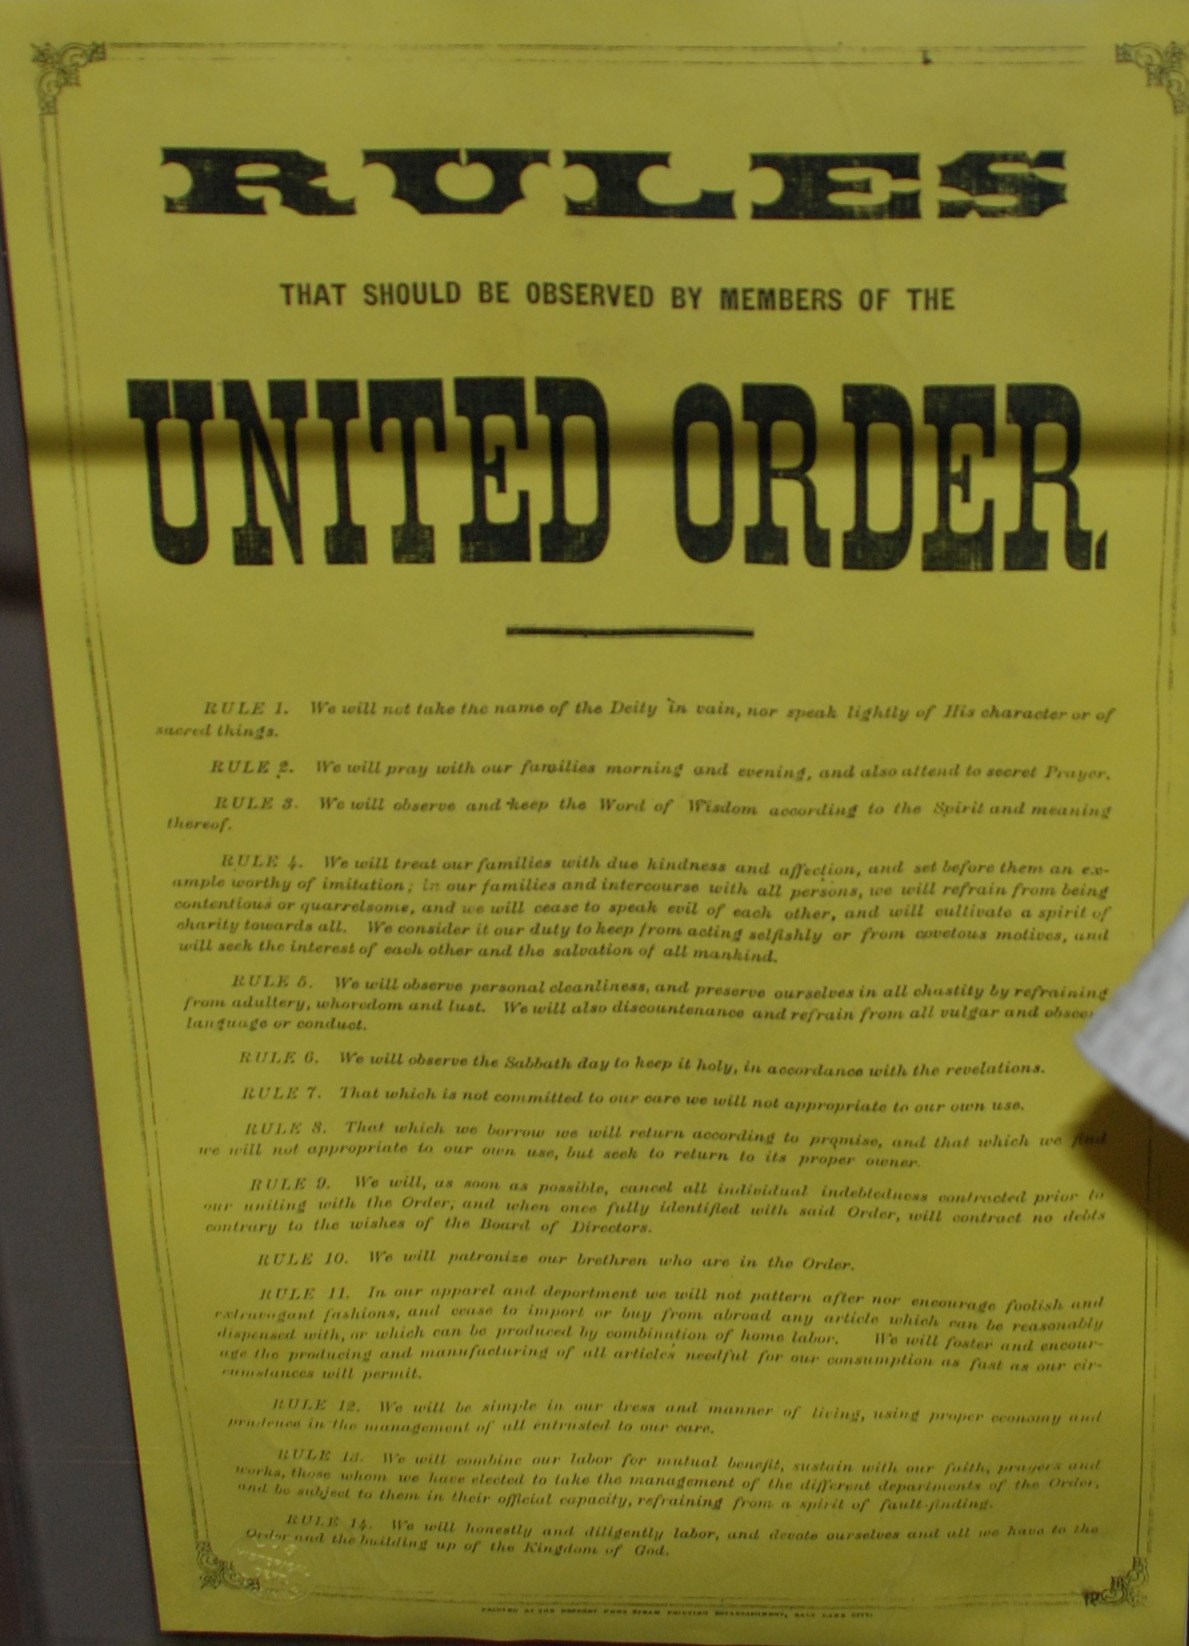 RULES
THAT SHOULD BE OBSERVED BY MEMBERS OF THE
UNITED ORDER.
RULE 1. We will not take the name of the Deity in vain, nor speak lightly of His character or of
sacred things.
RULE 2. We will pray with our families morning and evening, and also attend to secret Prayer.
RULE 3. We will observe and keep the Word of Wisdom according to the Spirit and meaning
thereof.
RULE 4. We will treat our families with due kindness and affection, and set before them an ex-
ample worthy of imitation; in our families and intercourse with all persons, we will refrain from being
contentious or quarrelsome, and we will cease to speak evil of each other, and will cultivate a spirit of
charity towards all. We consider it our duty to keep from acting selfishly or from covetous motives, and
will seek the interest of each other and the salvation of all mankind.
RULE 5. We will observe personal cleanliness, and preserve ourselves in all chastity by refraining
from adultery, whoredom and lust. We will also discountenance and refrain from all vulgar and obscen
language or conduct.
RULE 6. We will observe the Sabbath day to keep it holy, in accordance with the revelations.
RULE 7. That which is not committed to our care we will not appropriate to our own use.
RULE 8. That which we borrow we will return according to promise, and that which we find
we will not appropriate to our own use, but seek to return to its proper owner.
RULE 9. We will, as soon as possible, cancel all individual indebtedness contracted prior to
our uniting with the Order, and when once fully identified with said Order, will contract no debts
contrary to the wishes of the Board of Directors.
RULE 10. We will patronize our brethren who are in the Order.
RULE 11. In our apparel and deportment we will not pattern after nor encourage foolish and
extravagant fashions, and cease to import or buy from abroad any article which can be reasonably
dispensed with, or which can be produced by combination of home labor. We will foster and encour-
age the producing and manufacturing of all articles needful for our consumption as fast as our cir-
cumstances will permit.
RULE 12. We will be simple in our dress and manner of living, using proper economy and
prudence in the management of all entrusted to our care.
RULE 13. We will combine our labor for mutual benefit, sustain with our faith, prayers and
works, those whom we have elected to take the management of the different departments of the Order,
and be subject to them in their official capacity, refraining from a spirit of fault-finding.
RULE 14. We will honestly and diligently labor, and devote ourselves and all we have to the
Order and the building up of the Kingdom of God.
PRINTED AT THE DESERET NEWS STEAM PRINTING ESTABLISHMENT, SALT LAKE CITY.